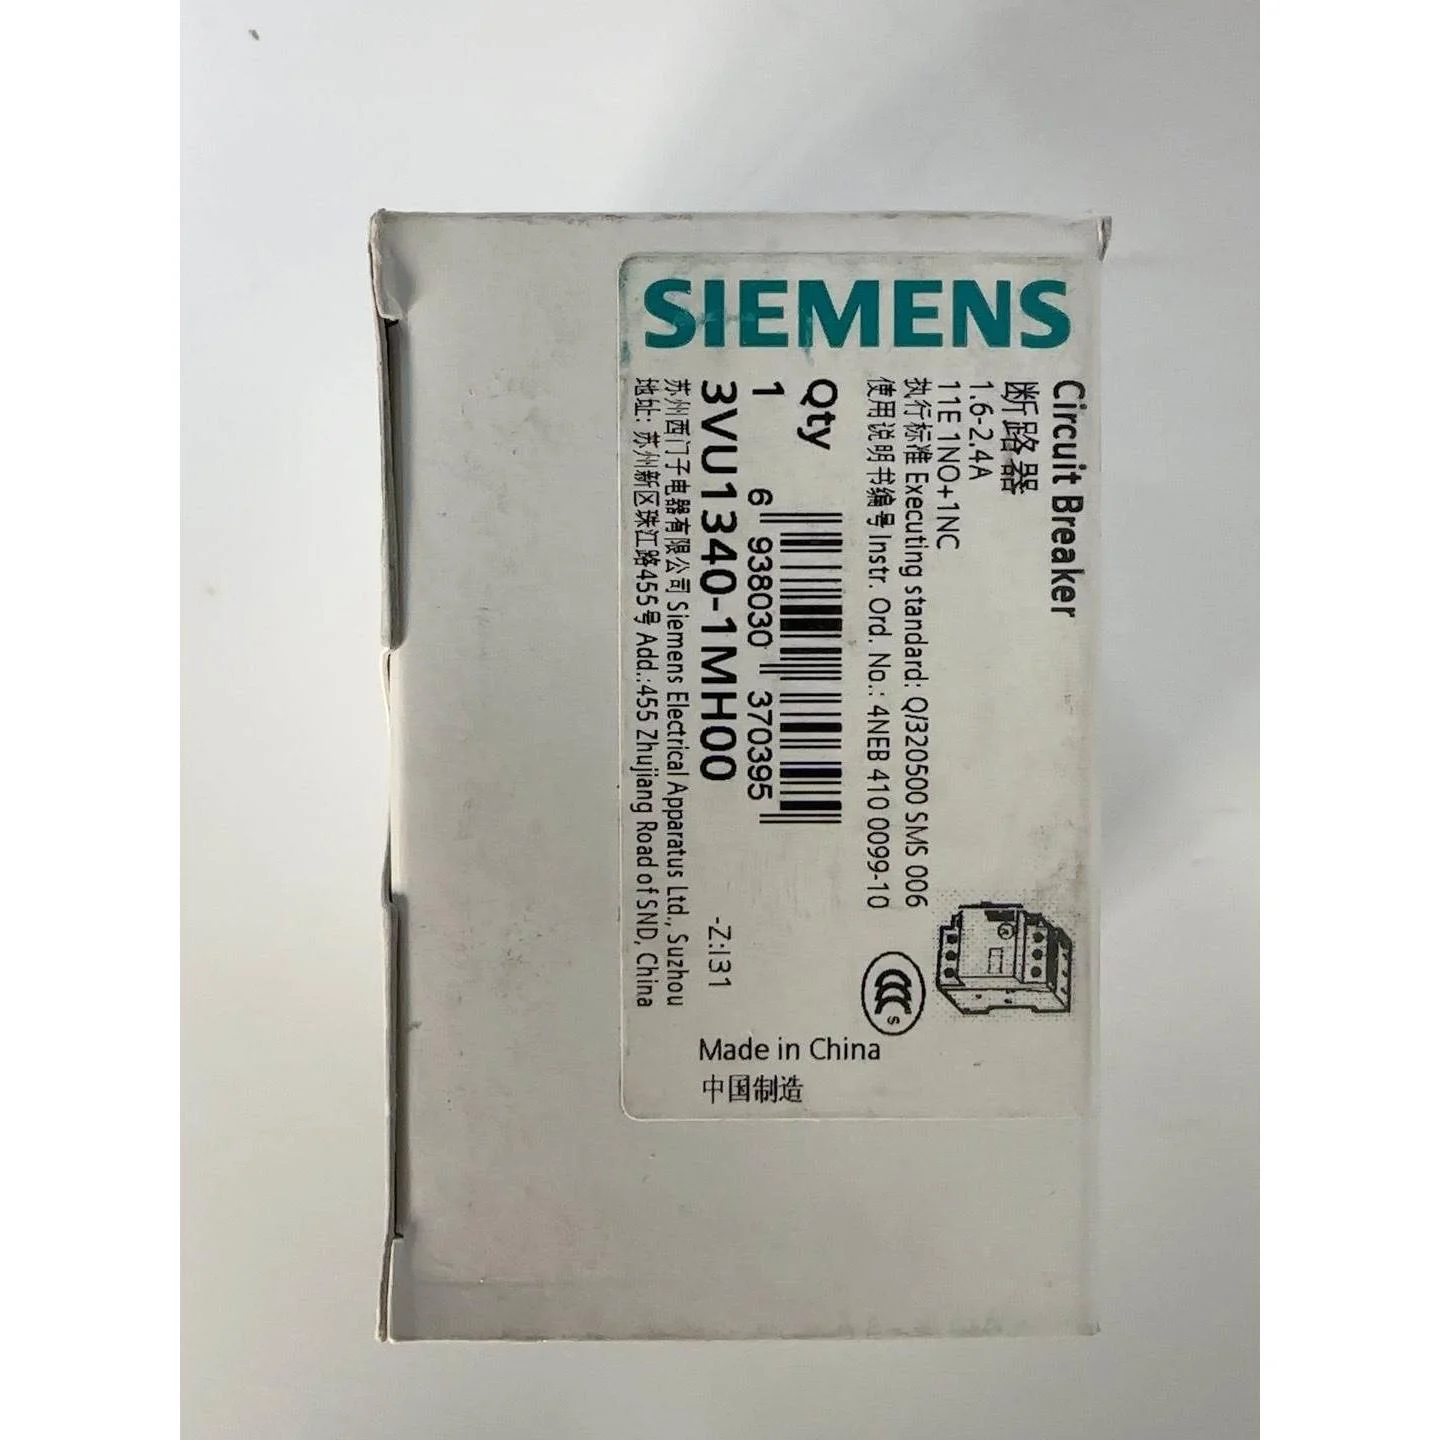 SIEMENS
Circuit Breaker
断路器
1.6-2,4A
11E 1NO+1NC
执行标准 Executing standard: Q/320500 SMS 006
使用说明书编号 Instr. Ord. No.: 4NEB 410 0099-10
Qty
1
6 938030 370395
3VU1340-1MH00
-Z:I31
苏州西门子电器有限公司 Siemens Electrical Apparatus Ltd., Suzhou
地址: 苏州新区珠江路455号 Add.:455 Zhujiang Road of SND, China
CCC S
Made in China
中国制造